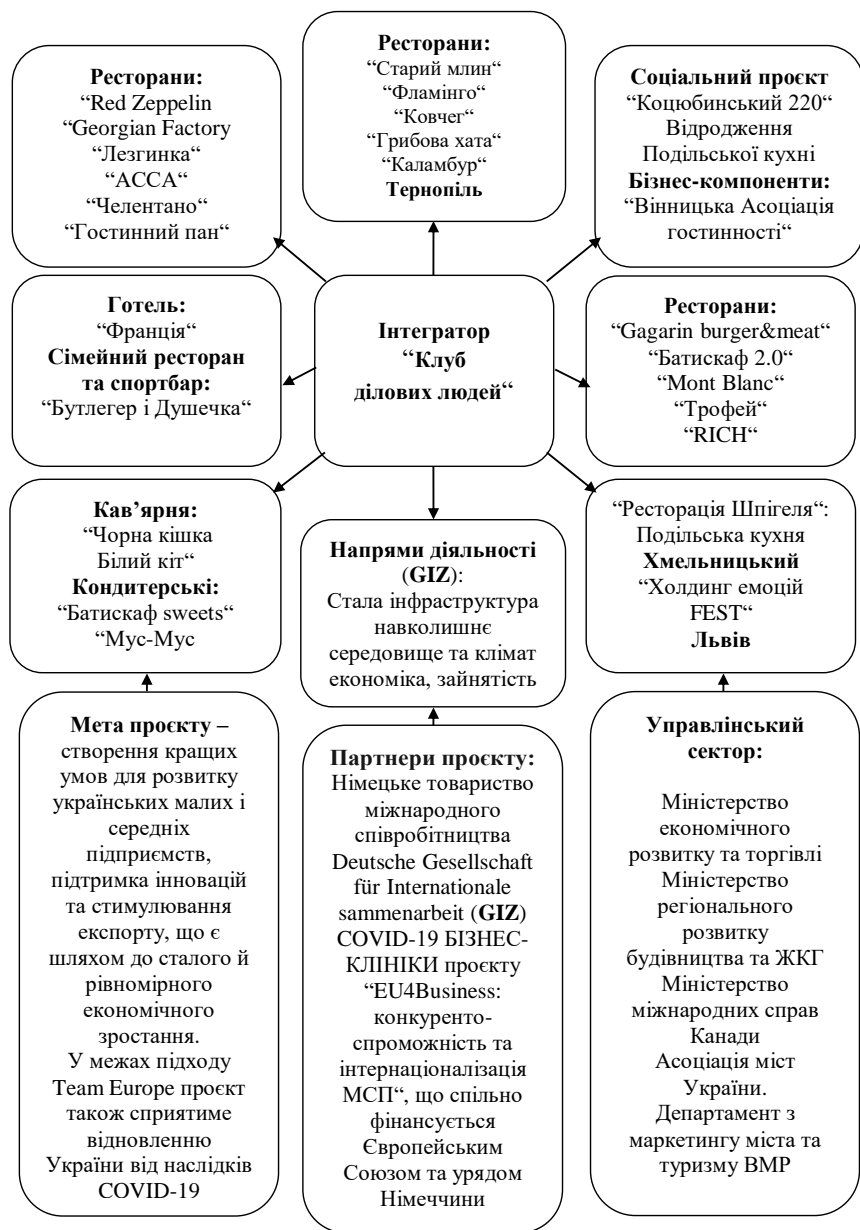 Ресторани:
“Red Zeppelin
“Georgian Factory
“Лезгинка“
“АССА“
“Челентано“
“Гостинний пан“
Ресторани:
“Старий млин“
“Фламінго“
“Ковчег“
“Грибова хата“
“Каламбур“
Тернопіль
Соціальний проєкт
“Коцюбинський 220“
Відродження
Подільської кухні
Бізнес-компоненти:
“Вінницька Асоціація
гостинності“
Готель:
“Франція“
Сімейний ресторан
та спортбар:
“Бутлегер і Душечка“
Інтегратор
“Клуб
ділових людей“
Ресторани:
“Gagarin burger&meat“
“Батискаф 2.0“
“Mont Blanc“
“Трофей“
“RICH“
Кав’ярня:
“Чорна кішка
Білий кіт“
Кондитерські:
“Батискаф sweets“
“Мус-Мус
Напрями діяльності
(GIZ):
Стала інфраструктура
навколишнє
середовище та клімат
економіка, зайнятість
“Ресторація Шпігеля“:
Подільська кухня
Хмельницький
“Холдинг емоцій
FEST“
Львів
Мета проєкту –
створення кращих
умов для розвитку
українських малих і
середніх
підприємств,
підтримка інновацій
та стимулювання
експорту, що є
шляхом до сталого й
рівномірного
економічного
зростання.
У межах підходу
Team Europe проєкт
також сприятиме
відновленню
України від наслідків
COVID-19
Партнери проєкту:
Німецьке товариство
міжнародного
співробітництва
Deutsche Gesellschaft
für Internationale
sammenarbeit (GIZ)
COVID-19 БІЗНЕС-
КЛІНІКИ проєкту
“EU4Business:
конкуренто-
спроможність та
інтернаціоналізація
МСП“, що спільно
фінансується
Європейським
Союзом та урядом
Німеччини
Управлінський
сектор:
Міністерство
економічного
розвитку та торгівлі
Міністерство
регіонального
розвитку
будівництва та ЖКГ
Міністерство
міжнародних справ
Канади
Асоціація міст
України.
Департамент з
маркетингу міста та
туризму ВМР